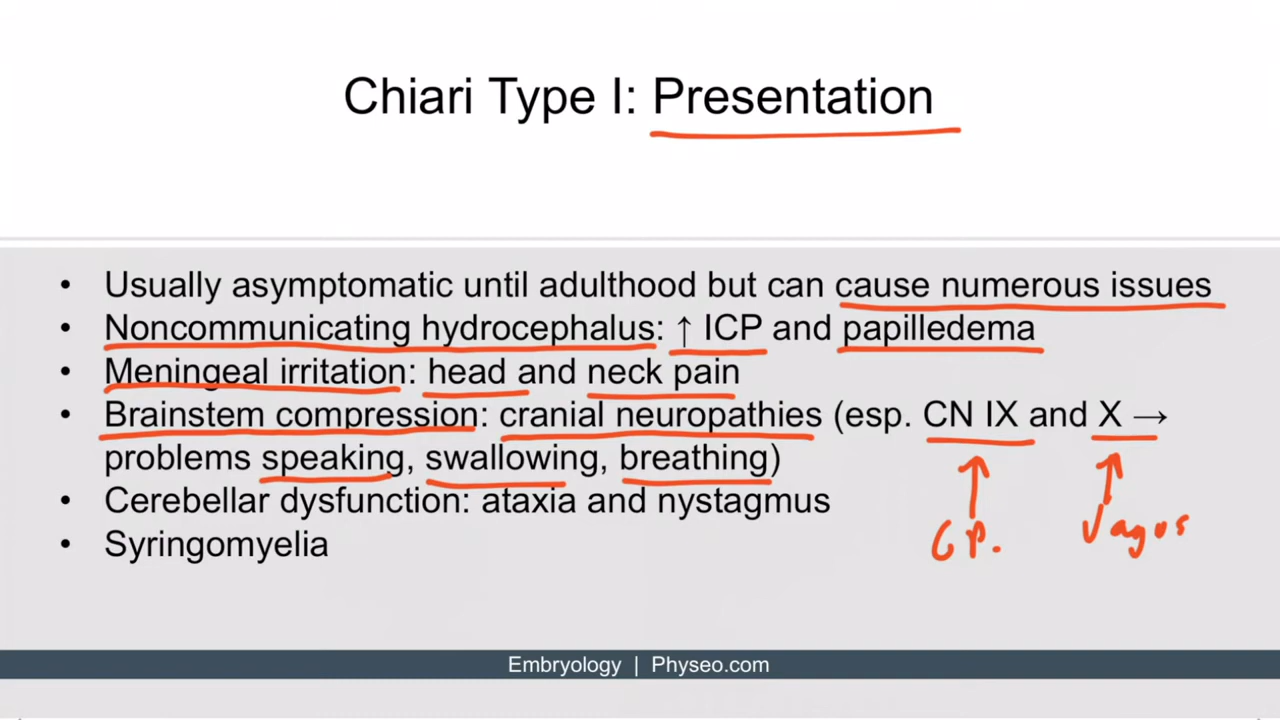 Chiari Type I: Presentation
• Usually asymptomatic until adulthood but can cause numerous issues
• Noncommunicating hydrocephalus: ↑ ICP and papilledema
• Meningeal irritation: head and neck pain
• Brainstem compression: cranial neuropathies (esp. CN IX and X →
problems speaking, swallowing, breathing)
• Cerebellar dysfunction: ataxia and nystagmus
• Syringomyelia
GP.
Vagus
Embryology | Physeo.com